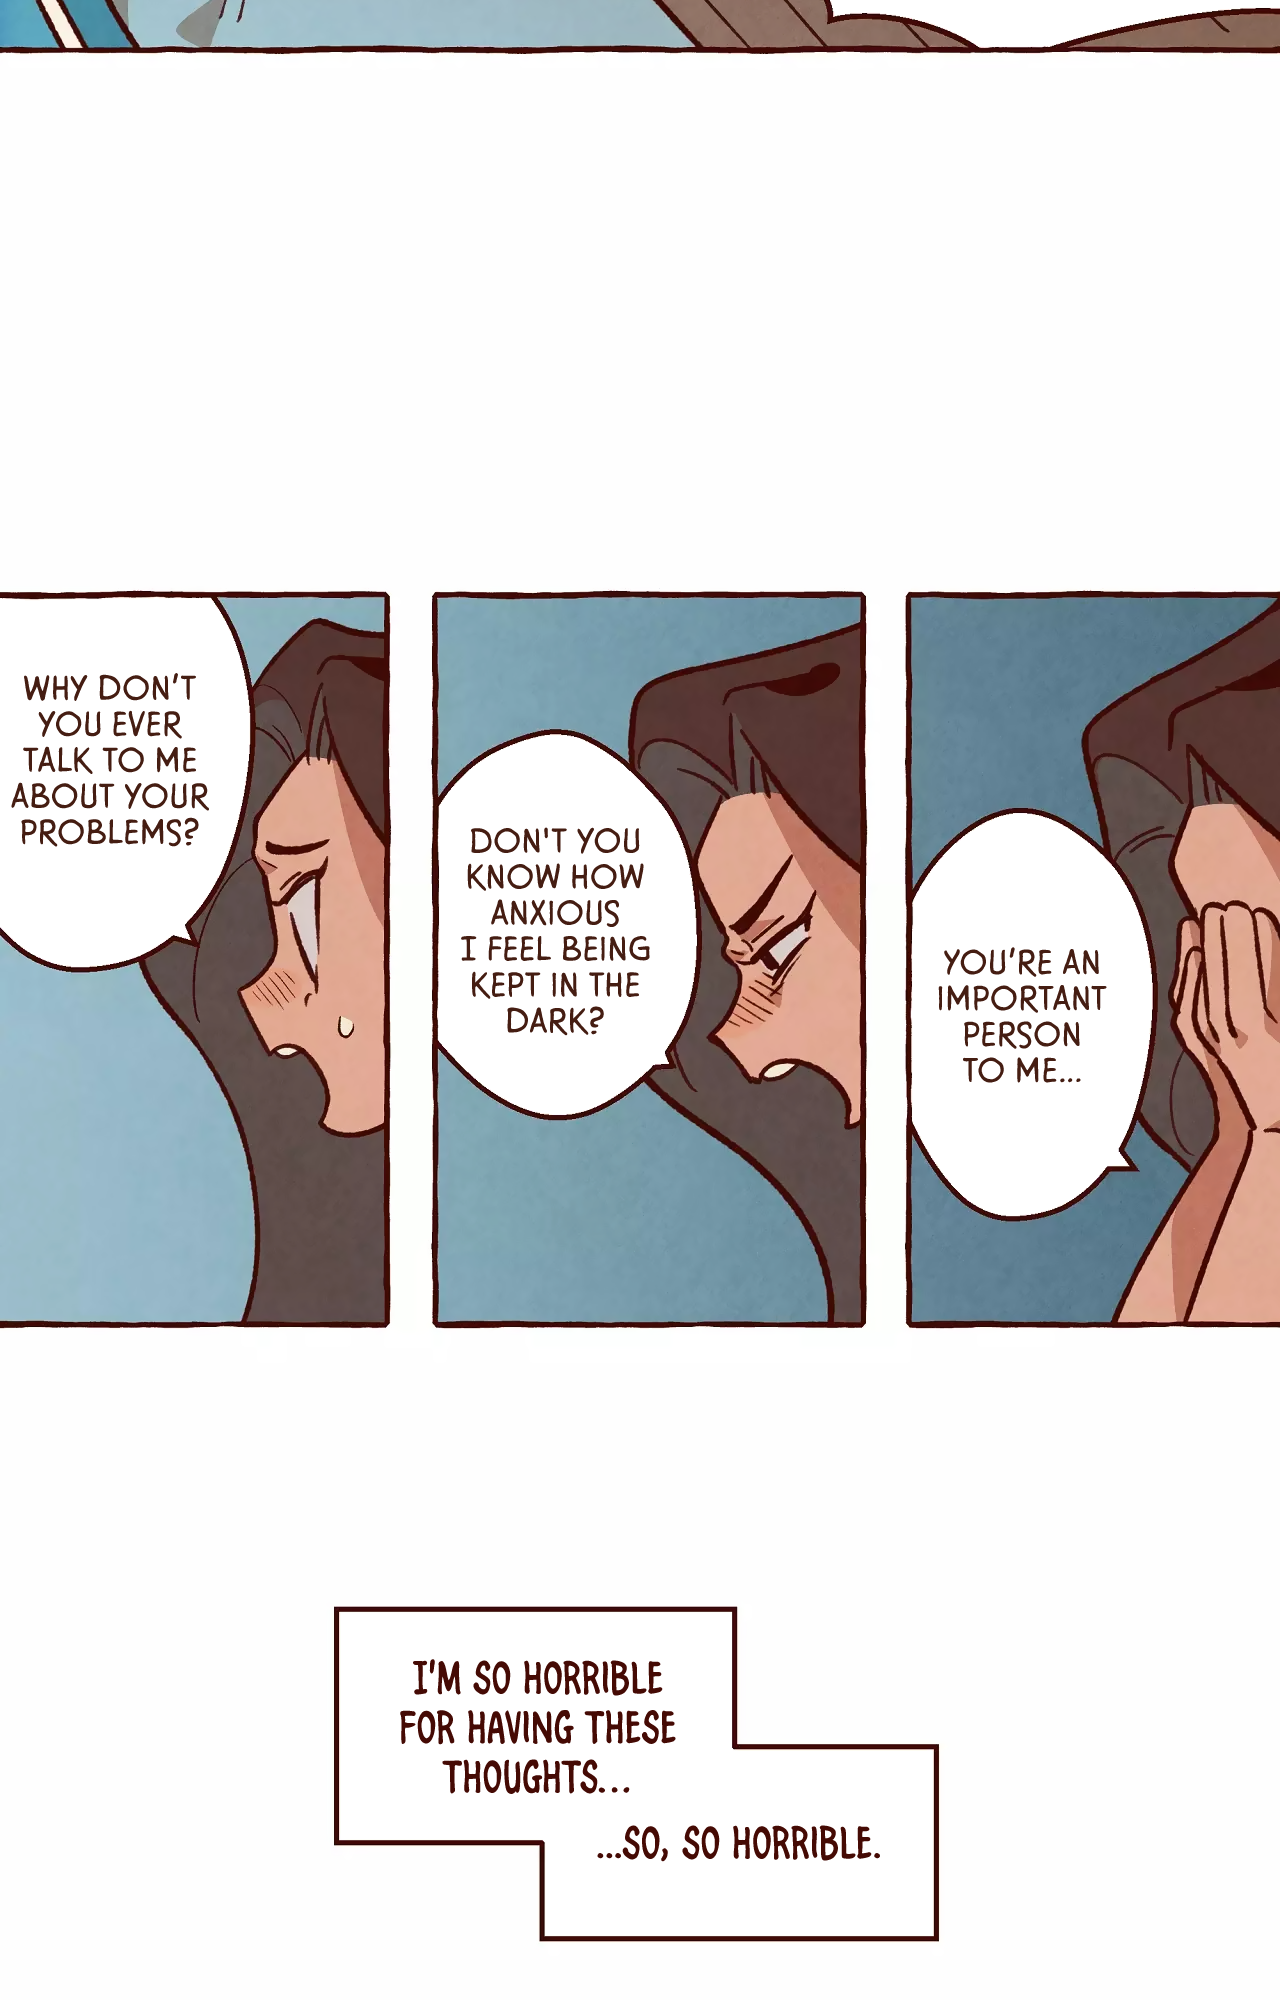 WHY DON'T
YOU EVER
TALK TO ME
ABOUT YOUR
PROBLEMS?
DON'T YOU
KNOW HOW
ANXIOUS
I FEEL BEING
KEPT IN THE
DARK?
YOU'RE AN
IMPORTANT
PERSON
TO ME...
I'M SO HORRIBLE
FOR HAVING THESE
THOUGHTS...
...SO, SO HORRIBLE.